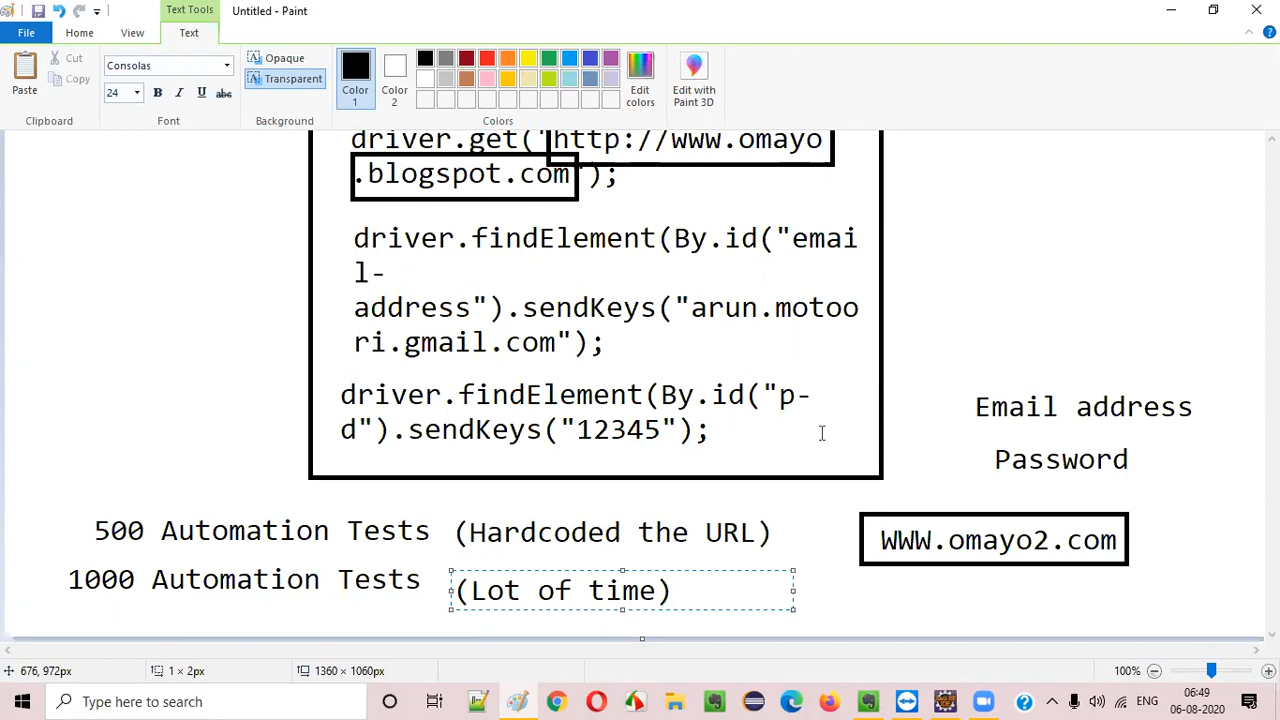 Text Tools
Untitled - Paint
File
Home
View
Text
Paste
Cut
Copy
Clipboard
Consolas
24
B I U abc
Font
Opaque
Transparent
Background
Color 1
Color 2
Edit colors
Colors
Edit with Paint 3D
driver.get("http://www.omayo
.blogspot.com");
driver.findElement(By.id("emai
l-
address").sendKeys("arun.motoo
ri.gmail.com");
driver.findElement(By.id("p-
d").sendKeys("12345");
Email address
Password
500 Automation Tests (Hardcoded the URL)
WWW.omayo2.com
1000 Automation Tests (Lot of time)
676, 972px
1 × 2px
1360 × 1060px
100%
Type here to search
ENG
06:49
06-08-2020